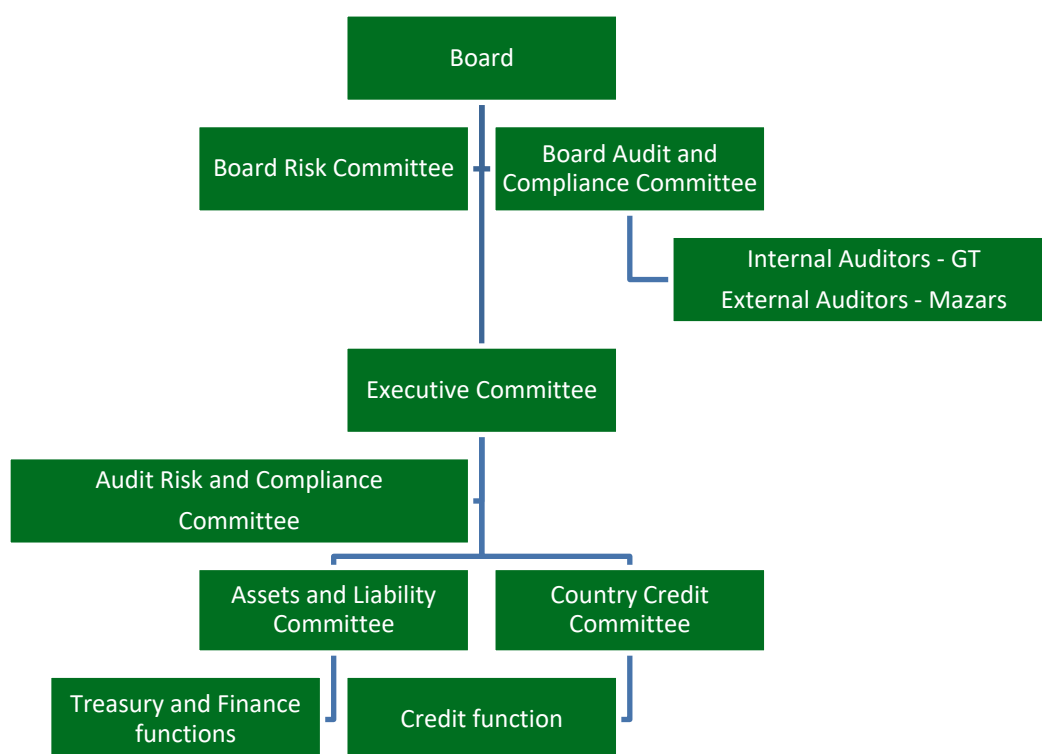 Board
Board Risk Committee
Board Audit and
Compliance Committee
Internal Auditors - GT
External Auditors - Mazars
Executive Committee
Audit Risk and Compliance
Committee
Assets and Liability
Committee
Country Credit
Committee
Treasury and Finance
functions
Credit function